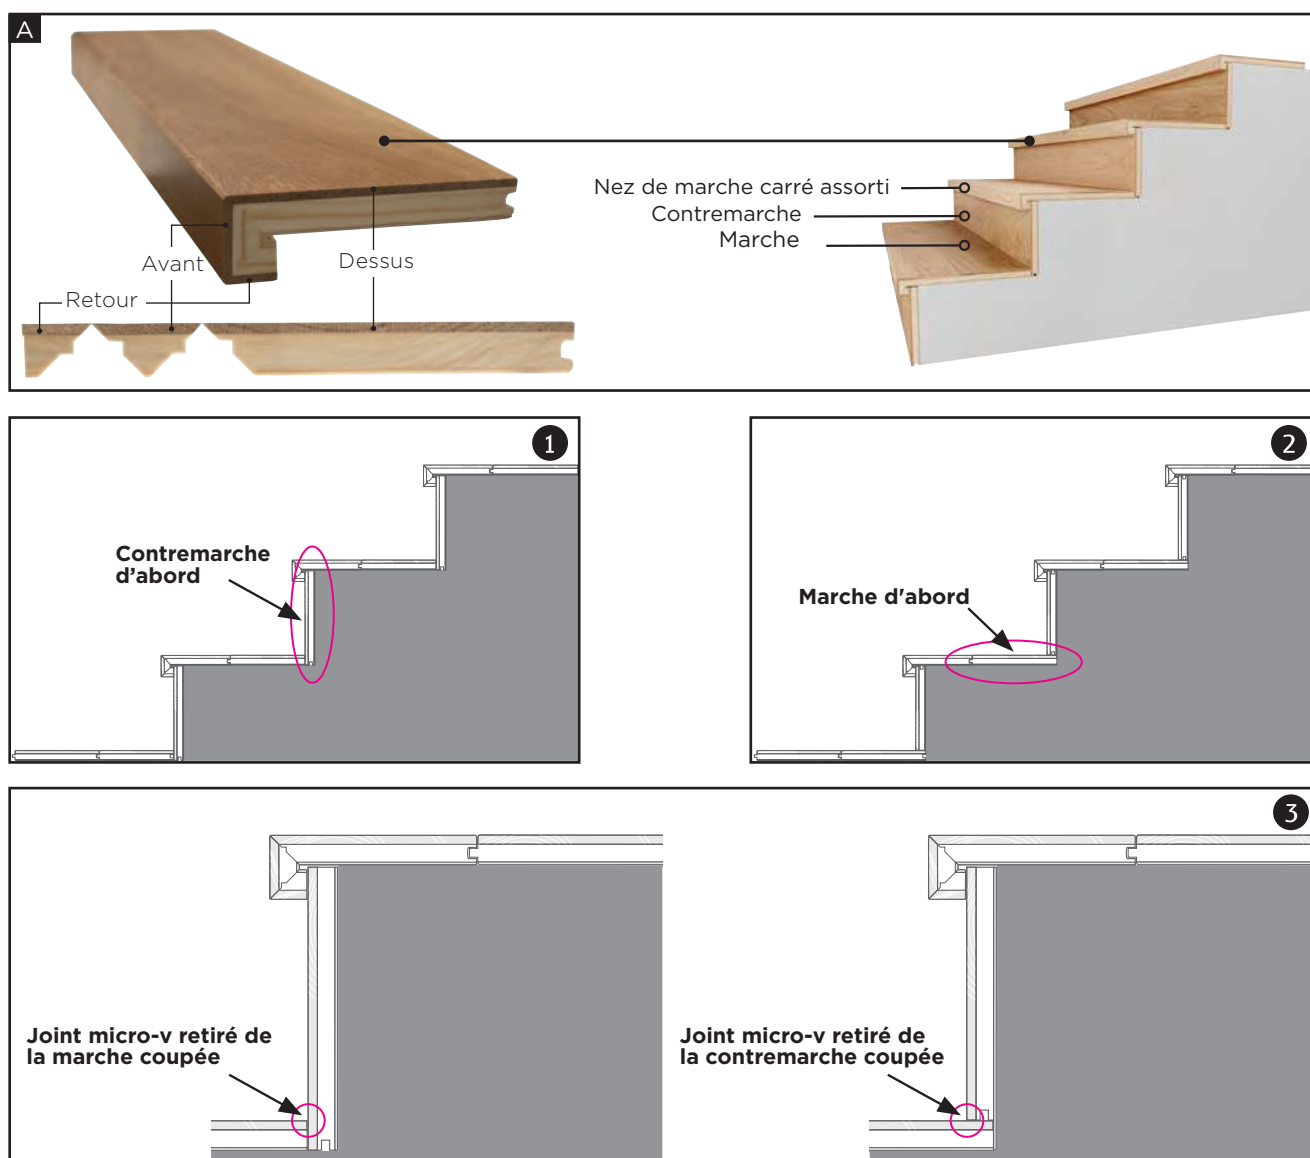 A
Nez de marche carré assorti
Contremarche
Marche
Avant
Dessus
Retour
1
Contremarche
d’abord
2
Marche d'abord
3
Joint micro-v retiré de
la marche coupée
Joint micro-v retiré de
la contremarche coupée